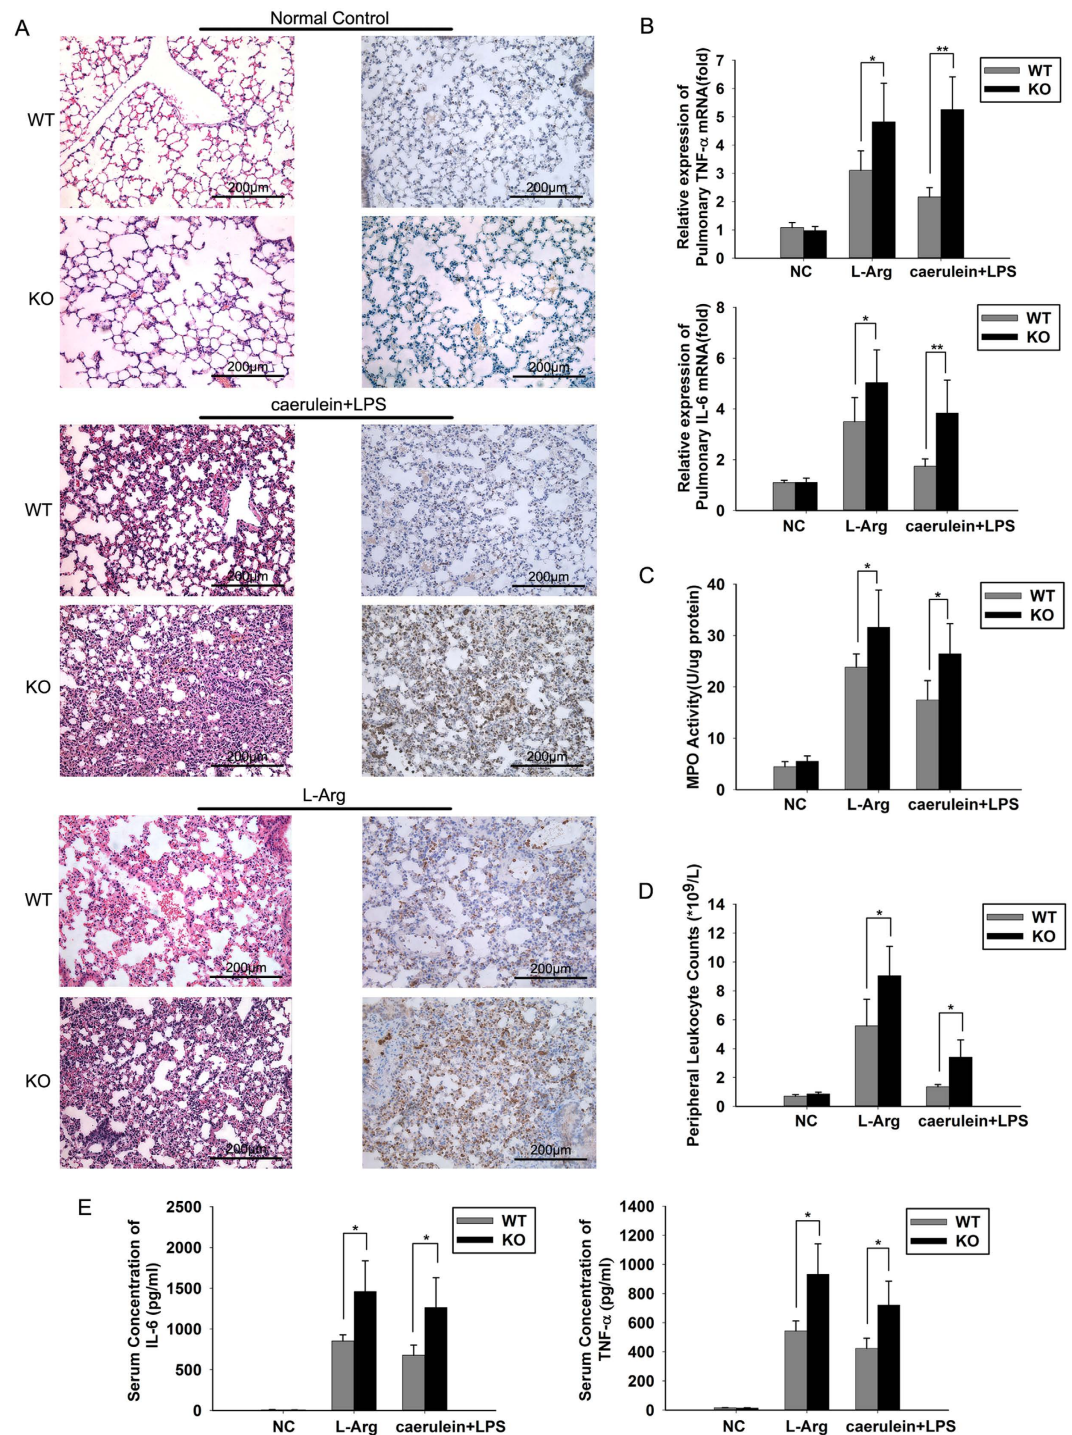 A
Normal Control
WT
200μm
200μm
KO
200μm
200μm
caerulein+LPS
WT
200μm
200μm
KO
200μm
200μm
L-Arg
WT
200μm
200μm
KO
200μm
200μm
B
Relative expression of
Pulmonary TNF-α mRNA(fold)
7
6
5
4
3
2
1
0
*
**
WT
KO
NC L-Arg caerulein+LPS
Relative expression of
Pulmonary IL-6 mRNA(fold)
8
6
4
2
0
*
**
WT
KO
NC L-Arg caerulein+LPS
C
MPO Activity(U/ug protein)
40
30
20
10
0
*
*
WT
KO
NC L-Arg caerulein+LPS
D
Peripheral Leukocyte Counts (*10⁹/L)
14
12
10
8
6
4
2
0
*
*
WT
KO
NC L-Arg caerulein+LPS
E
Serum Concentration of
IL-6 (pg/ml)
2500
2000
1500
1000
500
0
*
*
WT
KO
NC L-Arg caerulein+LPS
Serum Concentration of
TNF-α (pg/ml)
1400
1200
1000
800
600
400
200
0
*
*
WT
KO
NC L-Arg caerulein+LPS